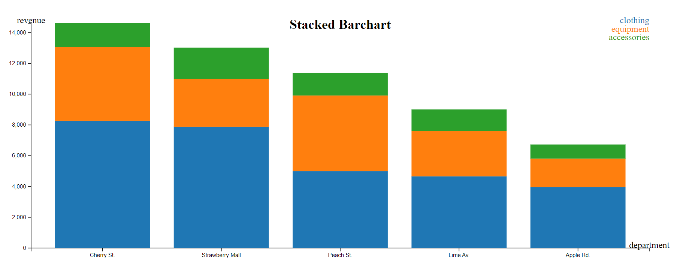 Stacked Barchart
revenue
clothing
equipment
accessories
14,000
12,000
10,000
8,000
6,000
4,000
2,000
0
Cherry St
Strawberry Mall
Peach St
Lime Av
Apple Rd
department